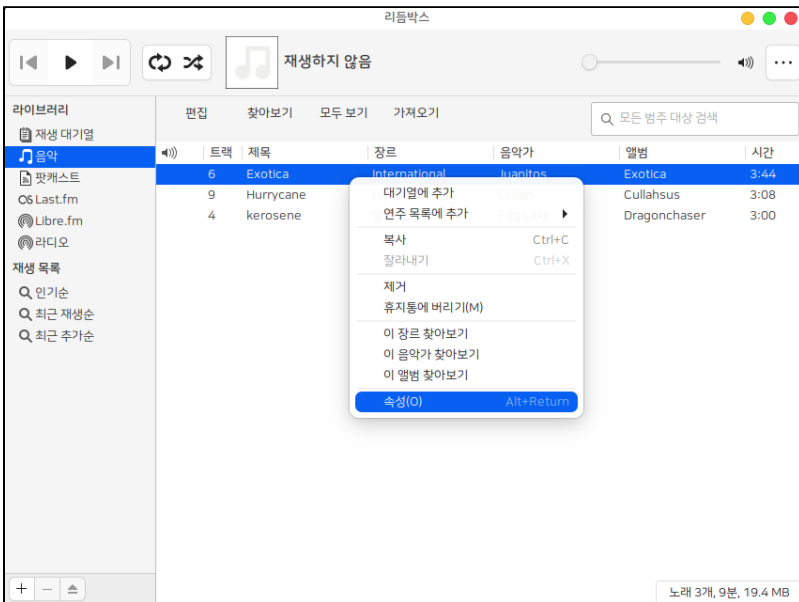 리듬박스
재생하지 않음
라이브러리
재생 대기열
음악
팟캐스트
Last.fm
Libre.fm
라디오
재생 목록
인기순
최근 재생순
최근 추가순
편집 찾아보기 모두 보기 가져오기
모든 범주 대상 검색
트랙 제목 장르 음악가 앨범 시간
6 Exotica International Juanitos Exotica 3:44
9 Hurrycane Cullah Cullahsus 3:08
4 kerosene Fog Lake Dragonchaser 3:00
대기열에 추가
연주 목록에 추가
복사 Ctrl+C
잘라내기 Ctrl+X
제거
휴지통에 버리기(M)
이 장르 찾아보기
이 음악가 찾아보기
이 앨범 찾아보기
속성(O) Alt+Return
노래 3개, 9분, 19.4 MB